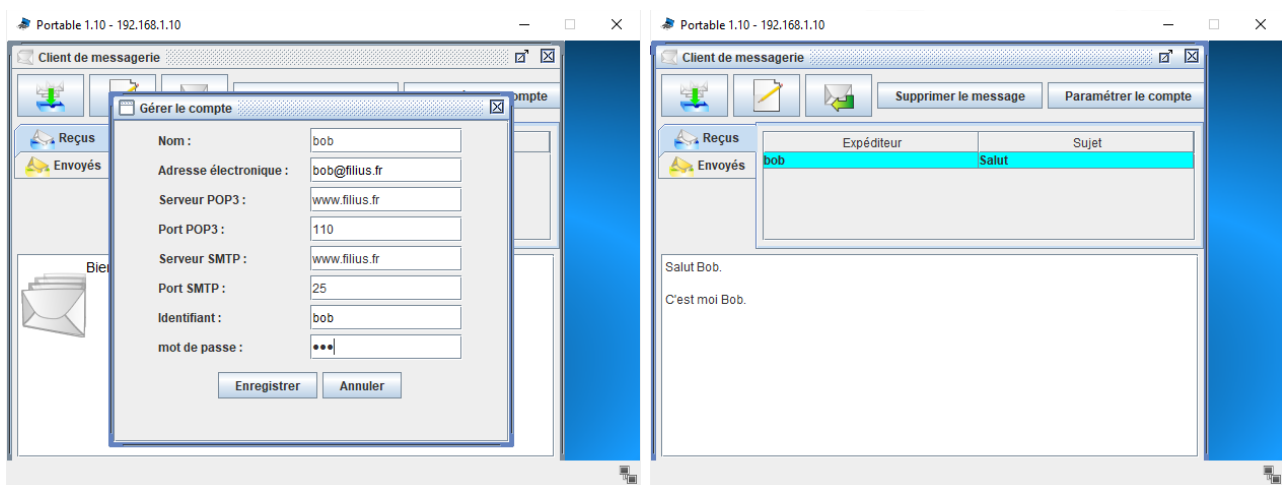 Portable 1.10 - 192.168.1.10
Client de messagerie
ompte
Gérer le compte
Reçus
Envoyés
Nom : bob
Adresse électronique : bob@filius.fr
Serveur POP3 : www.filius.fr
Port POP3 : 110
Serveur SMTP : www.filius.fr
Port SMTP : 25
Identifiant : bob
mot de passe : •••
Enregistrer Annuler
Bie
Portable 1.10 - 192.168.1.10
Client de messagerie
Supprimer le message Paramétrer le compte
Reçus
Envoyés
Expéditeur Sujet
bob Salut
Salut Bob.
C'est moi Bob.